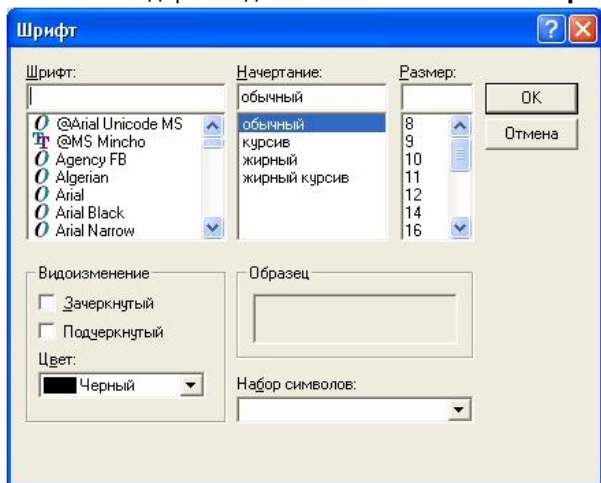 Шрифт
Шрифт:
Начертание:
Размер:
обычный
OK
Отмена
@Arial Unicode MS
@MS Mincho
Agency FB
Algerian
Arial
Arial Black
Arial Narrow
обычный
курсив
жирный
жирный курсив
8
9
10
11
12
14
16
Видоизменение
Зачеркнутый
Подчеркнутый
Цвет:
Черный
Образец
Набор символов: